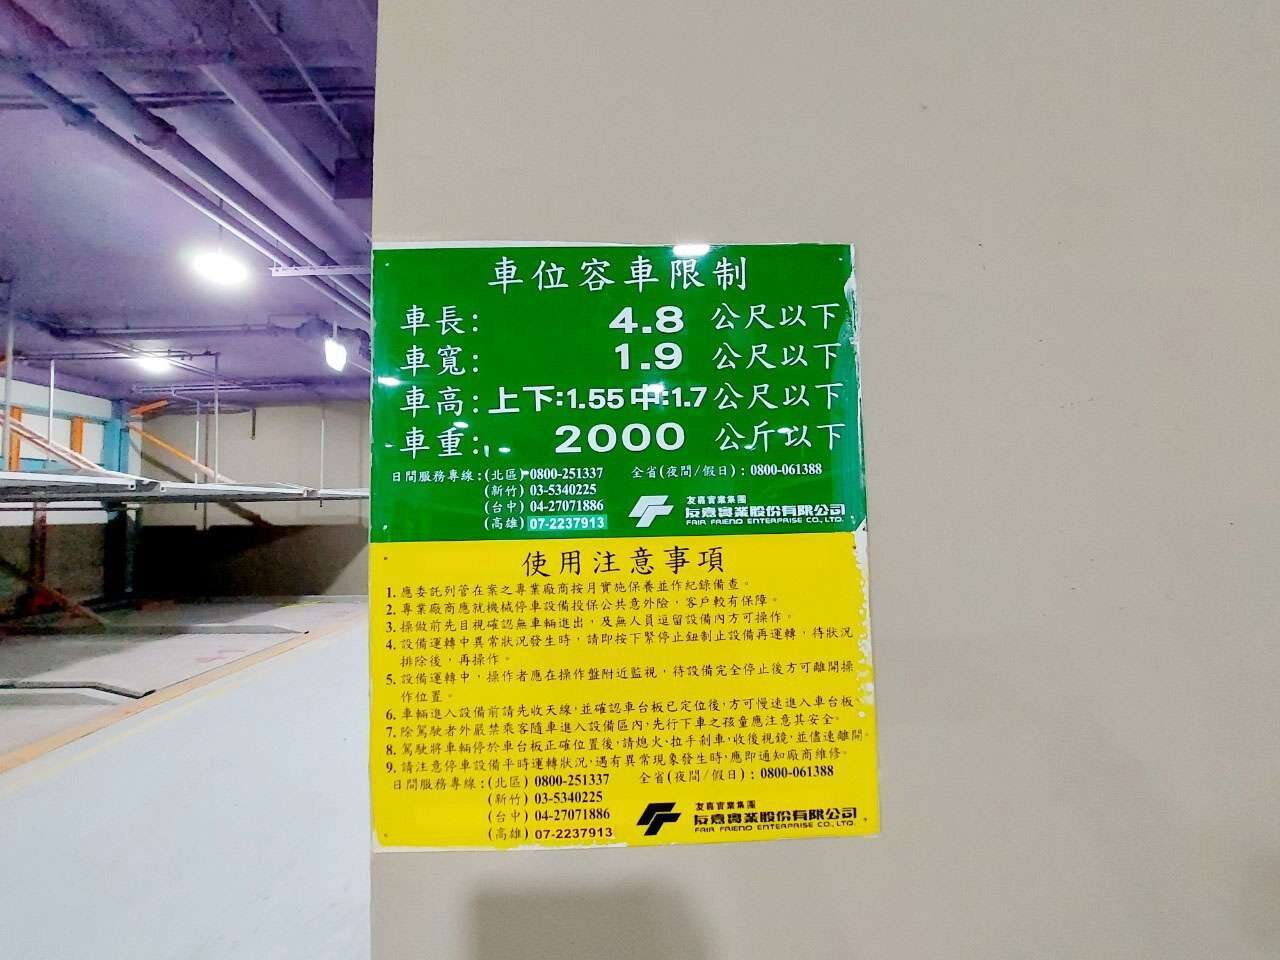 車位容車限制
車長: 4.8 公尺以下
車寬: 1.9 公尺以下
車高:上下:1.55 中:1.7公尺以下
車重: 2000 公斤以下
日間服務專線:(北區) 0800-251337 全省(夜間/假日):0800-061388
(新竹) 03-5340225
(台中) 04-27071886
(高雄) 07-2237913
友嘉實業集團
友嘉實業股份有限公司
FAIR FRIEND ENTERPRISE CO., LTD.
使用注意事項
1. 應委託列管在案之專業廠商按月實施保養並作紀錄備查。
2. 專業廠商應就機械停車設備投保公共意外險,客戶較有保障。
3. 操做前先目視確認無車輛進出,及無人員逗留設備內方可操作。
4. 設備運轉中異常狀況發生時,請即按下緊停止鈕制止設備再運轉,待狀況
排除後,再操作。
5. 設備運轉中,操作者應在操作盤附近監視,待設備完全停止後方可離開操
作位置。
6. 車輛進入設備前請先收天線,並確認車台板已定位後,方可慢速進入車台板。
7. 除駕駛者外嚴禁乘客隨車進入設備區內,先行下車之孩童應注意其安全。
8. 駕駛將車輛停於車台板正確位置後,請熄火,拉手剎車,收後視鏡,並儘速離開。
9. 請注意停車設備平時運轉狀況,遇有異常現象發生時,應即通知廠商維修。
日間服務專線:(北區) 0800-251337 全省(夜間/假日):0800-061388
(新竹) 03-5340225
(台中) 04-27071886
(高雄) 07-2237913
友嘉實業集團
友嘉實業股份有限公司
FAIR FRIEND ENTERPRISE CO., LTD.